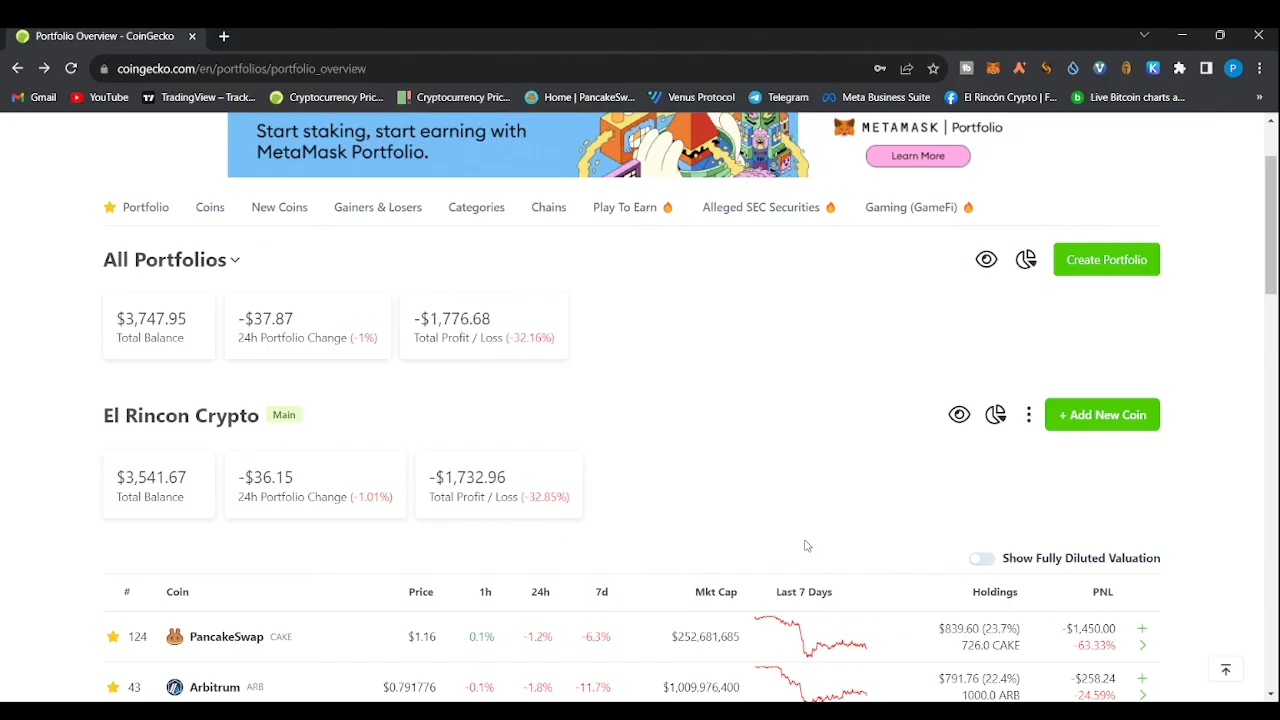 Portfolio Overview - CoinGecko
coingecko.com/en/portfolios/portfolio_overview
P
Gmail YouTube TradingView – Track... Cryptocurrency Pric... Cryptocurrency Pric... Home | PancakeSw... Venus Protocol Telegram Meta Business Suite El Rincón Crypto | F... Live Bitcoin charts a... »
Start staking, start earning with
MetaMask Portfolio.
METAMASK | Portfolio
Learn More
Portfolio Coins New Coins Gainers & Losers Categories Chains Play To Earn Alleged SEC Securities Gaming (GameFi)
All Portfolios
Create Portfolio
$3,747.95 -$37.87 -$1,776.68
Total Balance 24h Portfolio Change (-1%) Total Profit / Loss (-32.16%)
El Rincon Crypto Main
+ Add New Coin
$3,541.67 -$36.15 -$1,732.96
Total Balance 24h Portfolio Change (-1.01%) Total Profit / Loss (-32.85%)
Show Fully Diluted Valuation
# Coin Price 1h 24h 7d Mkt Cap Last 7 Days Holdings PNL
124 PancakeSwap CAKE $1.16 0.1% -1.2% -6.3% $252,681,685 $839.60 (23.7%) -$1,450.00
726.0 CAKE -63.33%
43 Arbitrum ARB $0.791776 -0.1% -1.8% -11.7% $1,009,976,400 $791.76 (22.4%) -$258.24
1000.0 ARB -24.59%